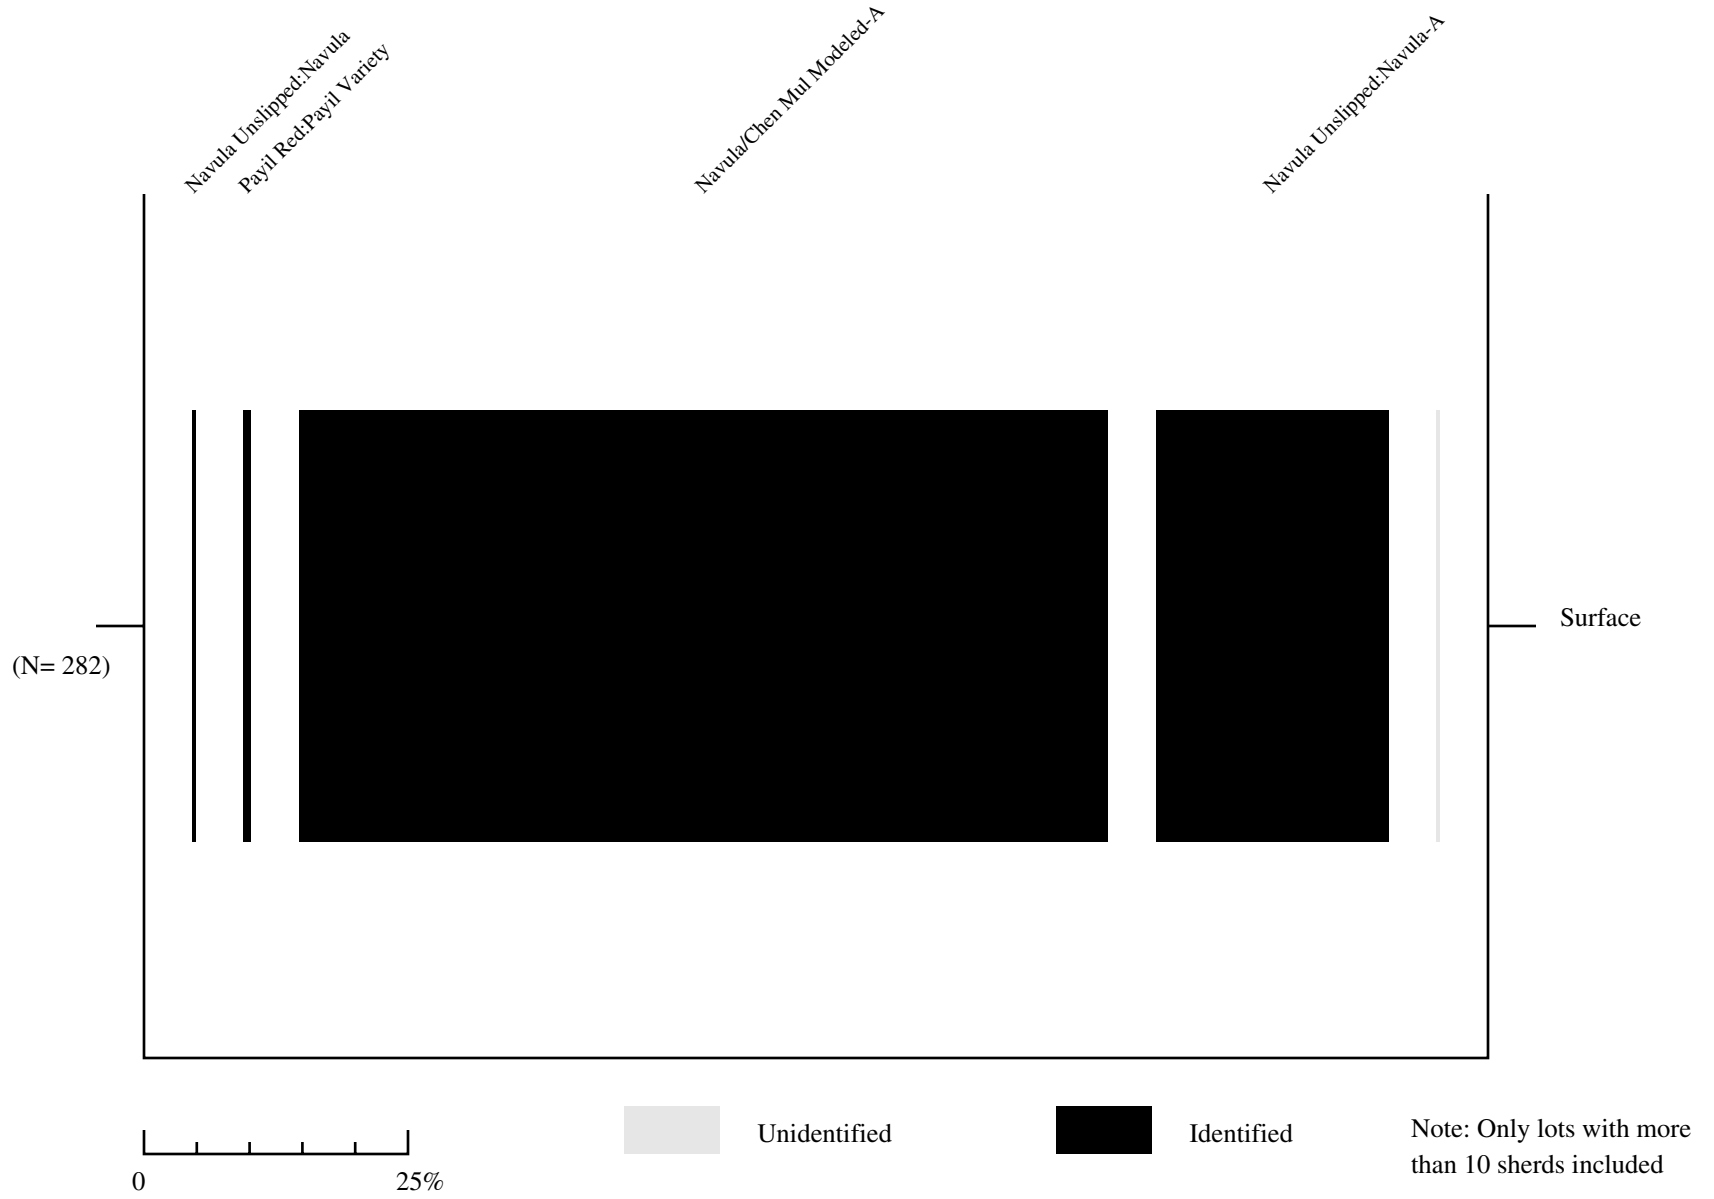 Navula Unslipped:Navula
Payil Red:Payil Variety
Navula/Chen Mul Modeled-A
Navula Unslipped:Navula-A
Surface
(N= 282)
0
25%
Unidentified
Identified
Note: Only lots with more
than 10 sherds included